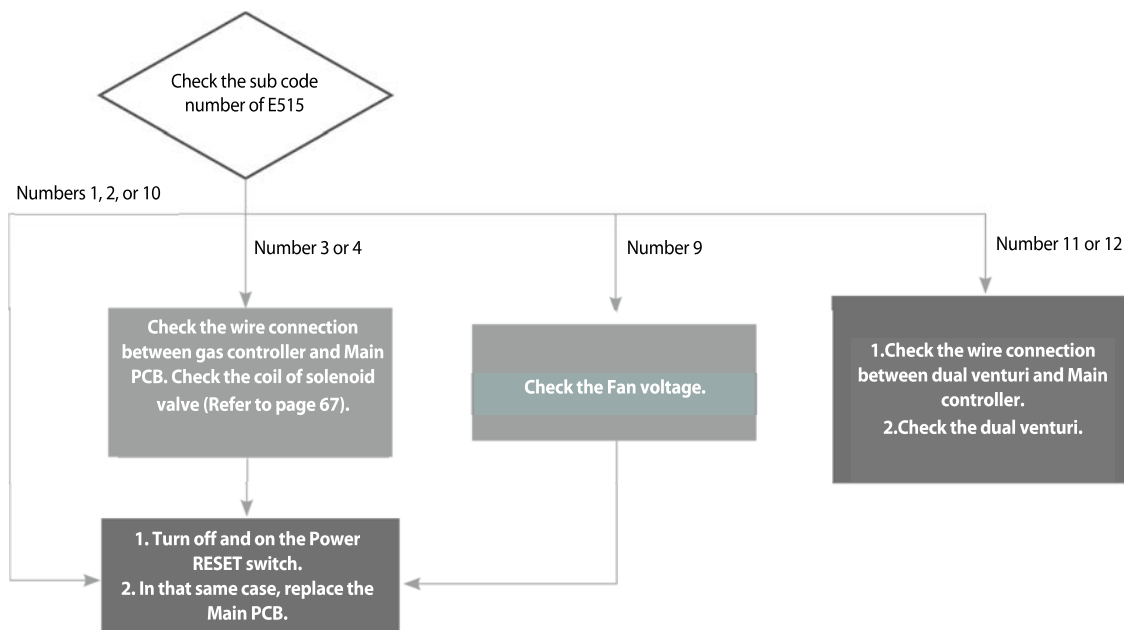 Check the sub code
number of E515
Numbers 1, 2, or 10
Number 3 or 4
Number 9
Number 11 or 12
Check the wire connection
between gas controller and Main
PCB. Check the coil of solenoid
valve (Refer to page 67).
Check the Fan voltage.
1.Check the wire connection
between dual venturi and Main
controller.
2.Check the dual venturi.
1. Turn off and on the Power
RESET switch.
2. In that same case, replace the
Main PCB.